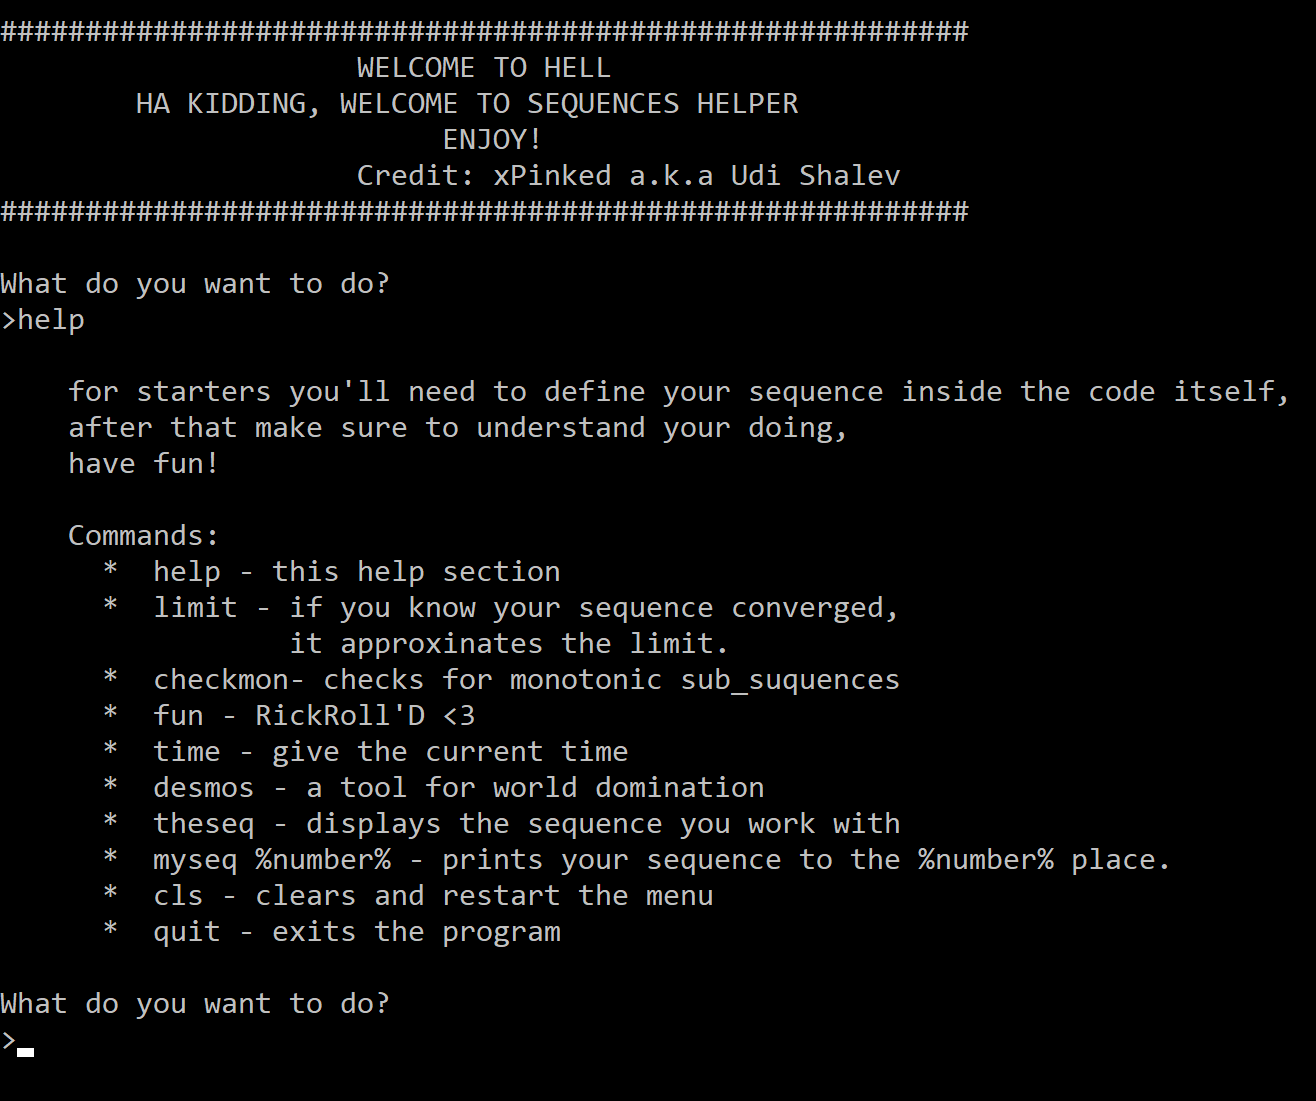 #########################################################
WELCOME TO HELL
HA KIDDING, WELCOME TO SEQUENCES HELPER
ENJOY!
Credit: xPinked a.k.a Udi Shalev
#########################################################
What do you want to do?
>help
for starters you'll need to define your sequence inside the code itself,
after that make sure to understand your doing,
have fun!
Commands:
* help - this help section
* limit - if you know your sequence converged,
it approxinates the limit.
* checkmon- checks for monotonic sub_suquences
* fun - RickRoll'D <3
* time - give the current time
* desmos - a tool for world domination
* theseq - displays the sequence you work with
* myseq %number% - prints your sequence to the %number% place.
* cls - clears and restart the menu
* quit - exits the program
What do you want to do?
>